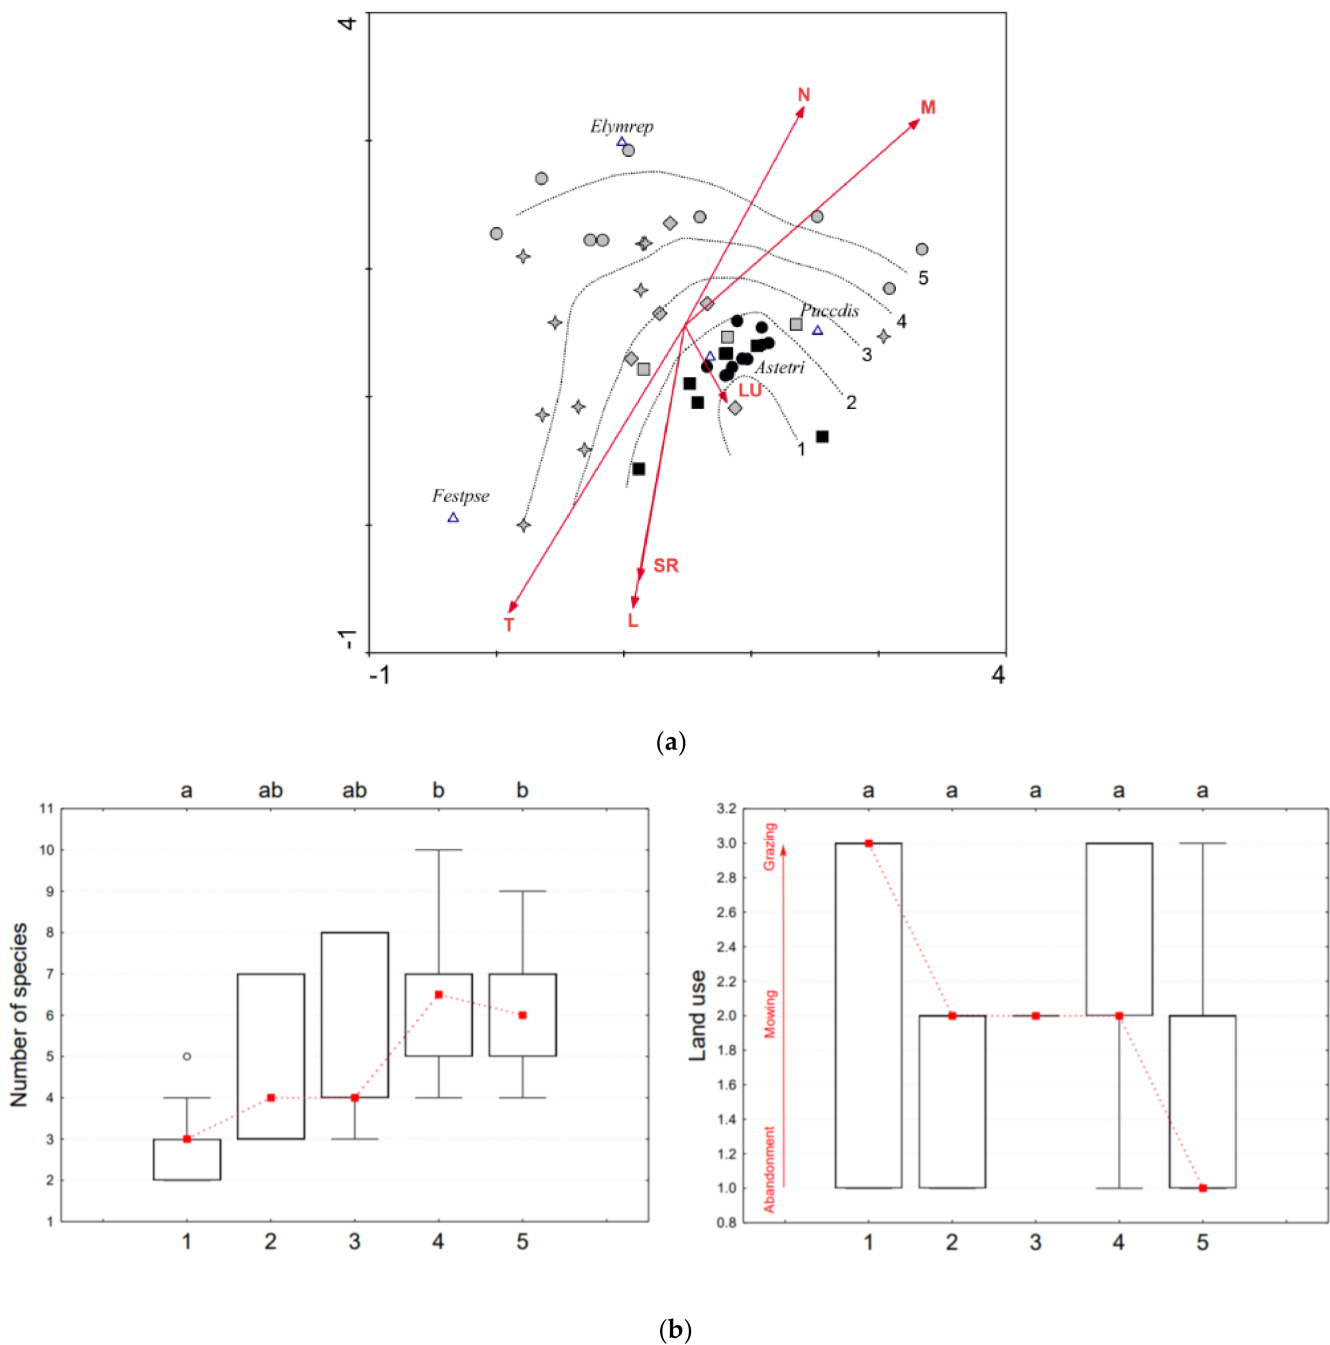 4
N
M
Elymrep
5
Puccdis
4
3
Astetri
LU
2
1
Festpse
SR
T
L
-1
-1
4
(a)
a ab ab b b
11
10
9
8
7
6
5
4
3
2
1
Number of species
1 2 3 4 5
a a a a a
3.2
3.0
2.8
2.6
2.4
2.2
2.0
1.8
1.6
1.4
1.2
1.0
0.8
Land use
Grazing
Mowing
Abandonment
1 2 3 4 5
(b)